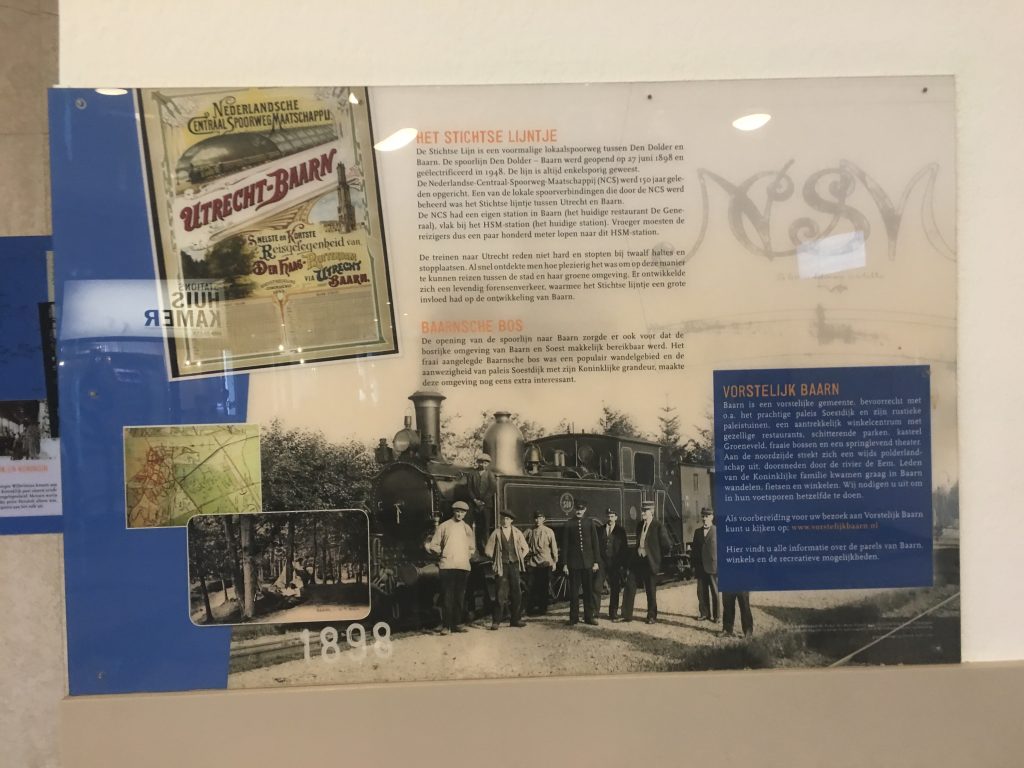 NEDERLANDSCHE
CENTRAAL SPOORWEG MAATSCHAPPIJ.
UTRECHT-BAARN
SNELSTE en KORTSTE
Reisgelegenheid van
DEN HAAG-ROTTERDAM
VIA UTRECHT
BAARN.
STATIONS
HUIS
KAMER
HET STICHTSE LIJNTJE
De Stichtse Lijn is een voormalige lokaalspoorweg tussen Den Dolder en
Baarn. De spoorlijn Den Dolder – Baarn werd geopend op 27 juni 1898 en
geëlectrificeerd in 1948. De lijn is altijd enkelsporig geweest.
De Nederlandse-Centraal-Spoorweg-Maatschappij (NCS) werd 150 jaar gele-
den opgericht. Een van de lokale spoorverbindingen die door de NCS werd
beheerd was het Stichtse lijntje tussen Utrecht en Baarn.
De NCS had een eigen station in Baarn (het huidige restaurant De Gene-
raal), vlak bij het HSM-station (het huidige station). Vroeger moesten de
reizigers dus een paar honderd meter lopen naar dit HSM-station.
De treinen naar Utrecht reden niet hard en stopten bij twaalf haltes en
stopplaatsen. Al snel ontdekte men hoe plezierig het was om op deze manier
te kunnen reizen tussen de stad en haar groene omgeving. Er ontwikkelde
zich een levendig forensenverkeer, waarmee het Stichtse lijntje een grote
invloed had op de ontwikkeling van Baarn.
BAARNSCHE BOS
De opening van de spoorlijn naar Baarn zorgde er ook voor dat de
bosrijke omgeving van Baarn en Soest makkelijk bereikbaar werd. Het
fraai aangelegde Baarnsche bos was een populair wandelgebied en de
aanwezigheid van paleis Soestdijk met zijn Koninklijke grandeur, maakte
deze omgeving nog eens extra interessant.
VORSTELIJK BAARN
Baarn is een vorstelijke gemeente, bevoorrecht met
o.a. het prachtige paleis Soestdijk en zijn rustieke
paleistuinen, een aantrekkelijk winkelcentrum met
gezellige restaurants, schitterende parken, kasteel
Groeneveld, fraaie bossen en een springlevend theater.
Aan de noordzijde strekt zich een wijds polderland-
schap uit, doorsneden door de rivier de Eem. Leden
van de Koninklijke familie kwamen graag in Baarn
wandelen, fietsen en winkelen. Wij nodigen u uit om
in hun voetsporen hetzelfde te doen.
Als voorbereiding voor uw bezoek aan Vorstelijk Baarn
kunt u kijken op: www.vorstelijkbaarn.nl
Hier vindt u alle informatie over de parels van Baarn,
winkels en de recreatieve mogelijkheden.
1898